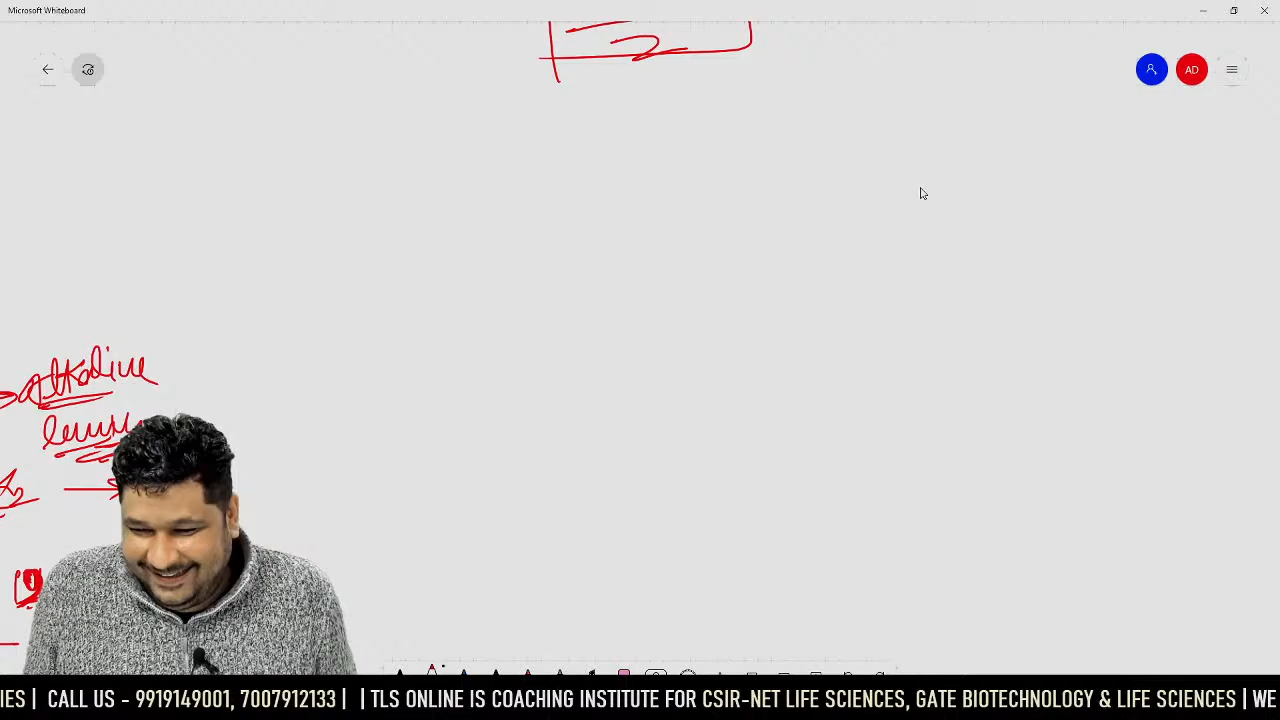 Microsoft Whiteboard
AD
alkaline
IES | CALL US - 9919149001, 7007912133 | | TLS ONLINE IS COACHING INSTITUTE FOR CSIR-NET LIFE SCIENCES, GATE BIOTECHNOLOGY & LIFE SCIENCES | WE